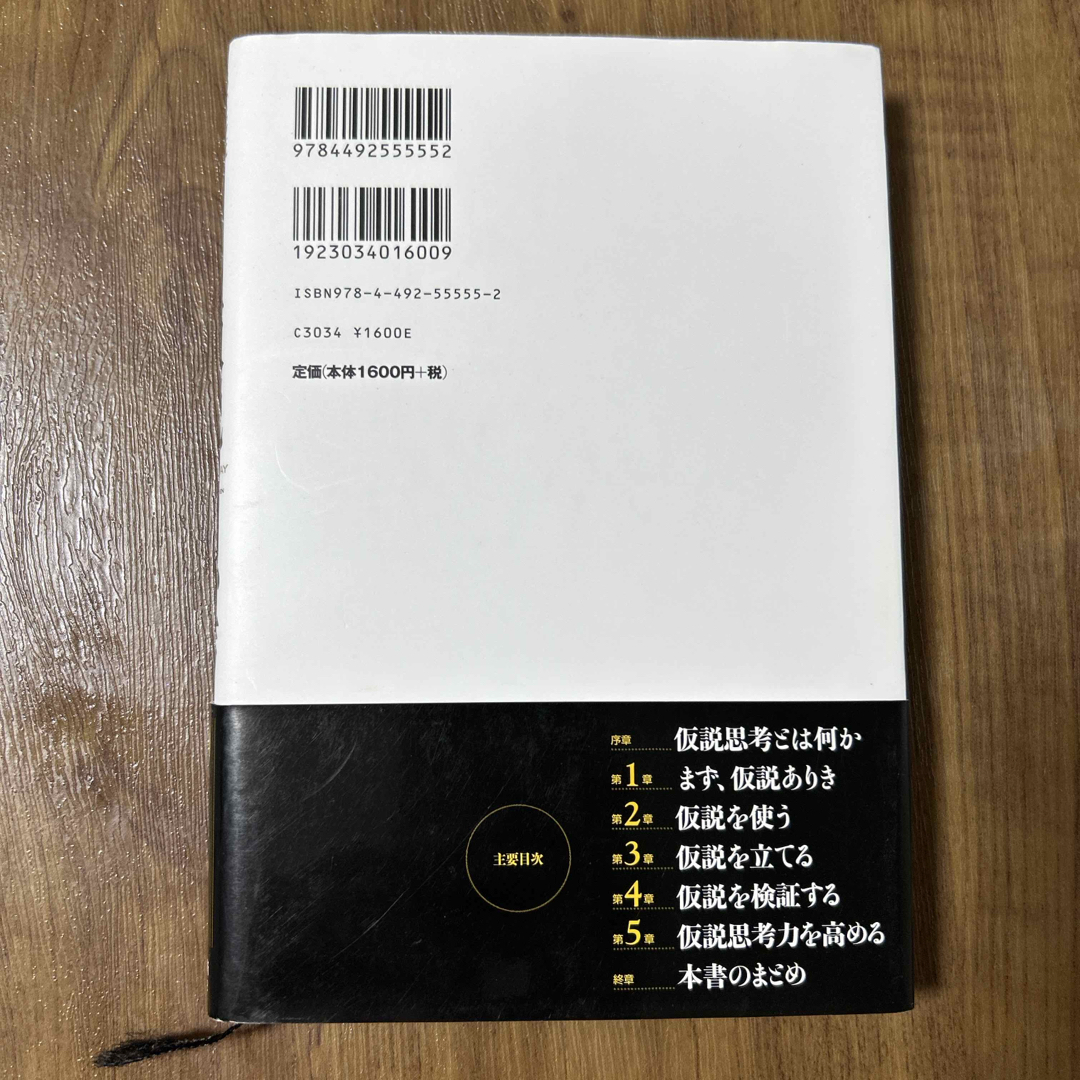 9784492555552
1923034016009
ISBN978-4-492-55555-2
C3034 ¥1600E
定価(本体1600円+税)
主要目次
序章 仮説思考とは何か
第1章 まず、仮説ありき
第2章 仮説を使う
第3章 仮説を立てる
第4章 仮説を検証する
第5章 仮説思考力を高める
終章 本書のまとめ